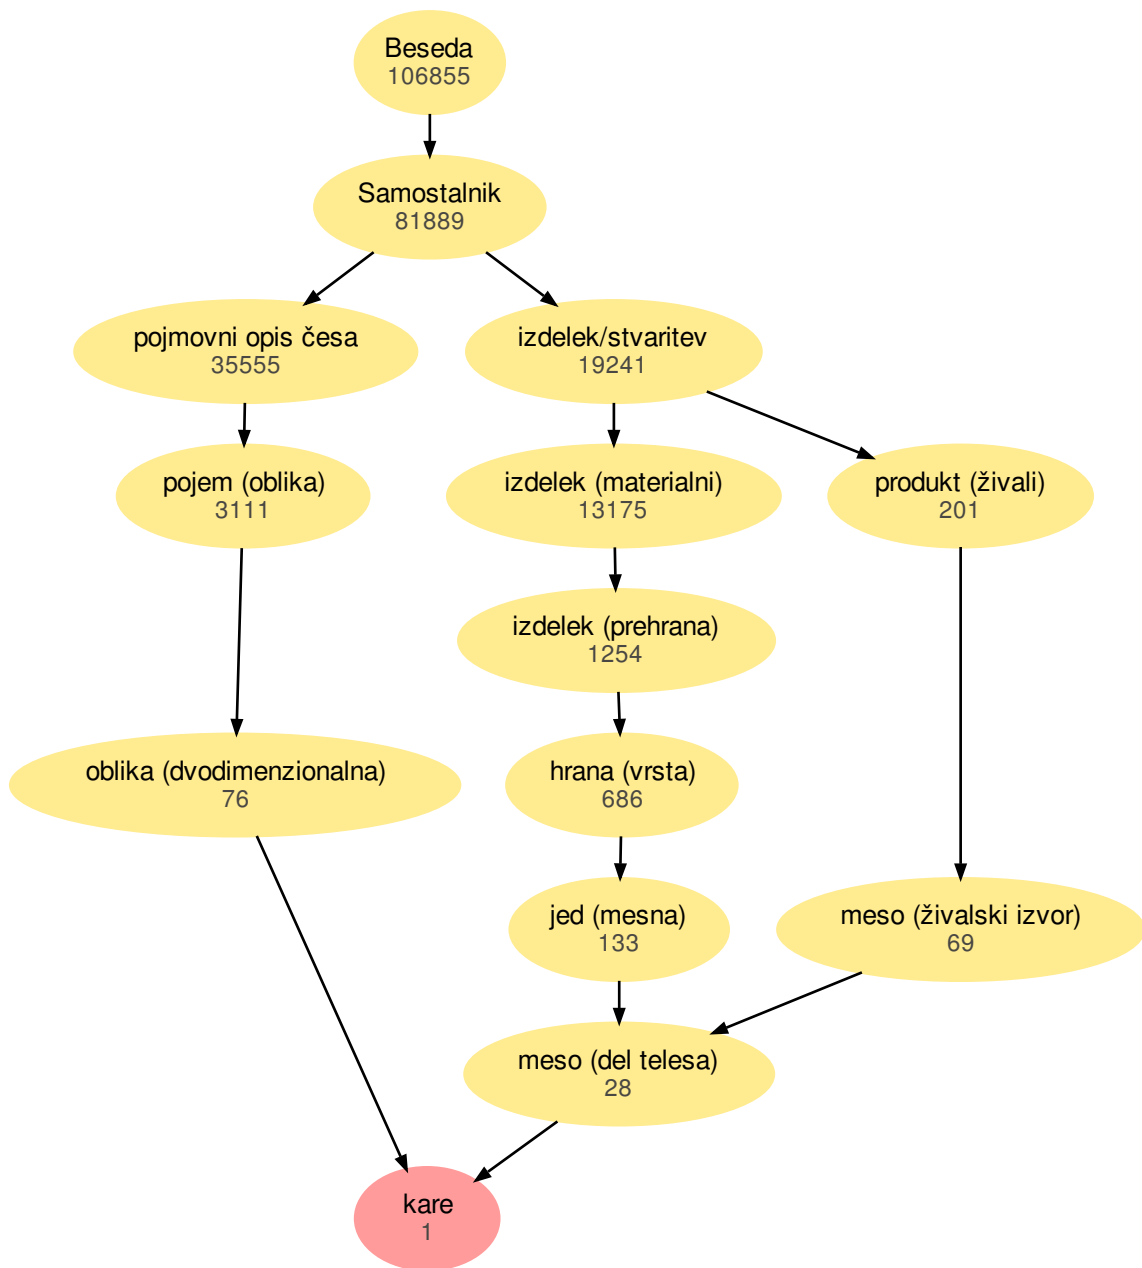 Beseda
106855
Samostalnik
81889
pojmovni opis česa
35555
izdelek/stvaritev
19241
pojem (oblika)
3111
izdelek (materialni)
13175
produkt (živali)
201
izdelek (prehrana)
1254
oblika (dvodimenzionalna)
76
hrana (vrsta)
686
jed (mesna)
133
meso (živalski izvor)
69
meso (del telesa)
28
kare
1